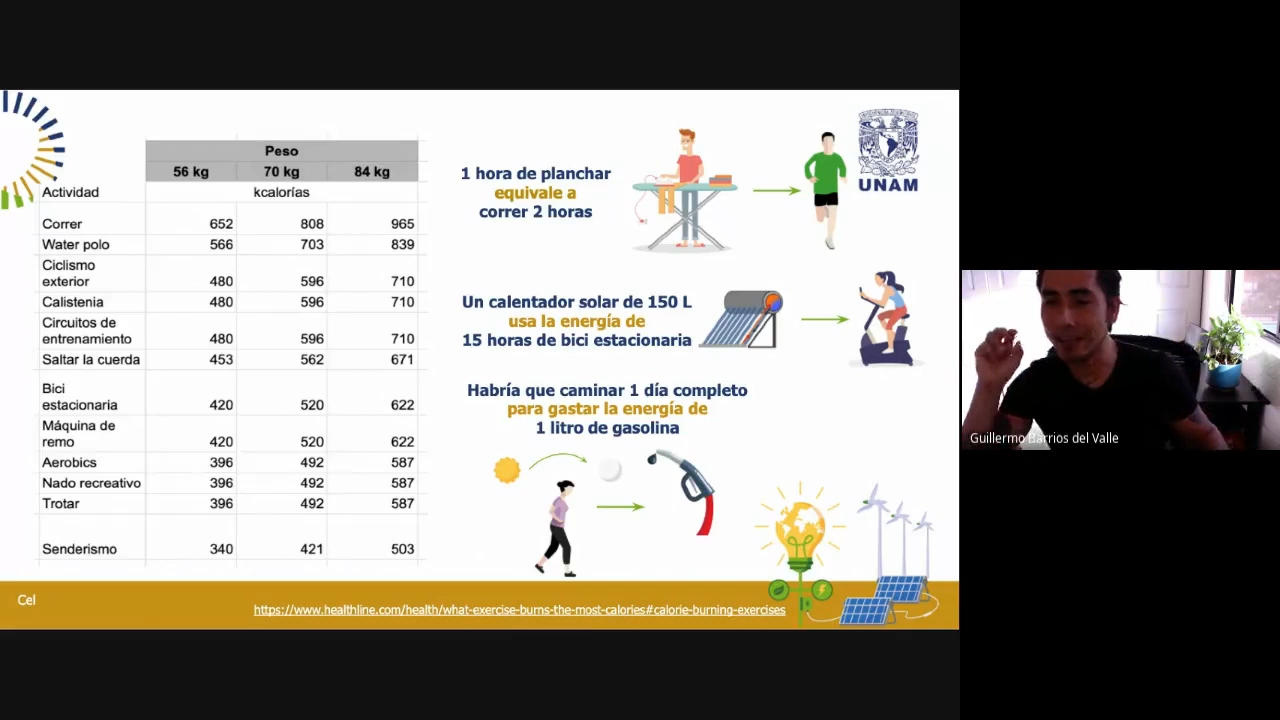 Peso
56 kg 70 kg 84 kg
Actividad kcalorías
Correr 652 808 965
Water polo 566 703 839
Ciclismo
exterior 480 596 710
Calistenia 480 596 710
Circuitos de
entrenamiento 480 596 710
Saltar la cuerda 453 562 671
Bici
estacionaria 420 520 622
Máquina de
remo 420 520 622
Aerobics 396 492 587
Nado recreativo 396 492 587
Trotar 396 492 587
Senderismo 340 421 503
1 hora de planchar
equivale a
correr 2 horas
UNAM
Un calentador solar de 150 L
usa la energía de
15 horas de bici estacionaria
Habría que caminar 1 día completo
para gastar la energía de
1 litro de gasolina
Cel
https://www.healthline.com/health/what-exercise-burns-the-most-calories#calorie-burning-exercises
Guillermo Barrios del Valle